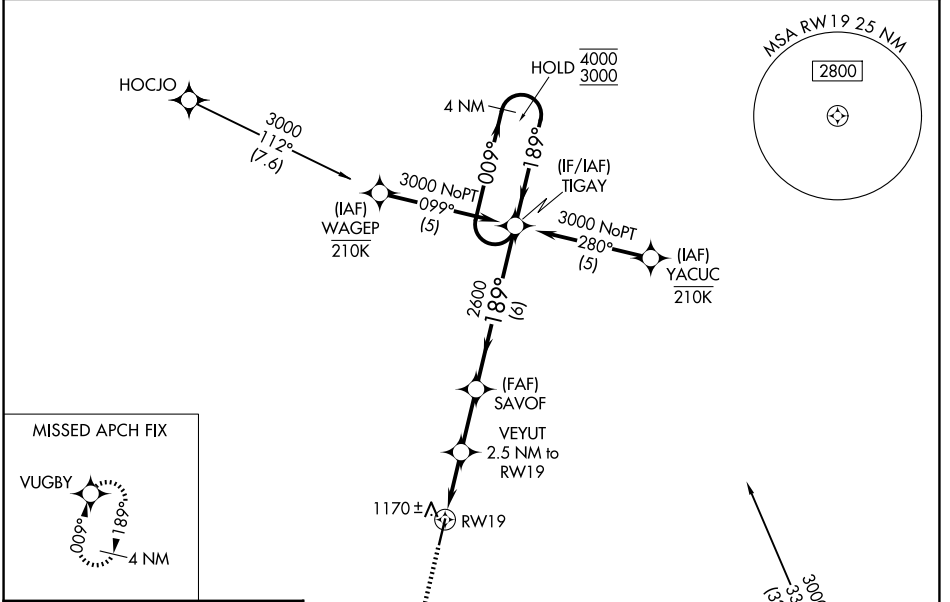 MSA RW19 25 NM
2800
HOCJO
3000
112°
(7.6)
HOLD
4000
3000
4 NM
009°
189°
(IF/IAF)
TIGAY
3000 NoPT
099°
(5)
(IAF)
WAGEP
210K
3000 NoPT
280°
(5)
(IAF)
YACUC
210K
2600
189°
(6)
(FAF)
SAVOF
VEYUT
2.5 NM to
RW19
1170 ±
RW19
MISSED APCH FIX
VUGBY
009°
189°
4 NM